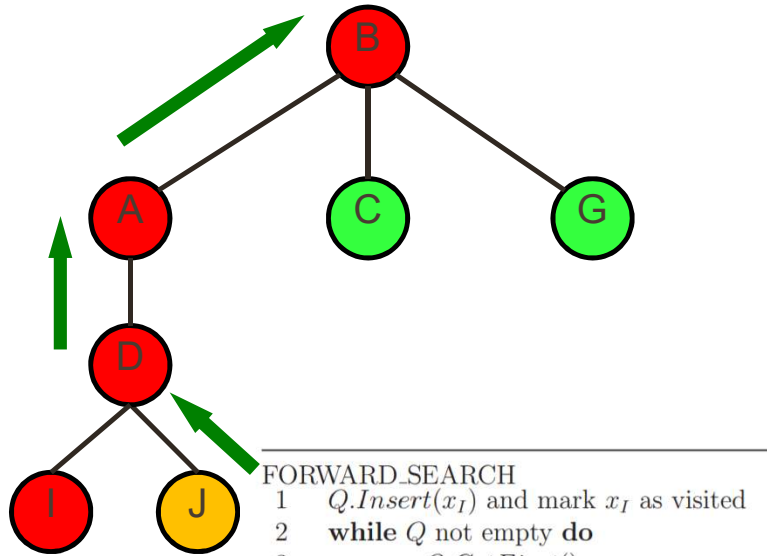 B
A
C
G
D
I
J
FORWARD_SEARCH
1 Q.Insert(x_I) and mark x_I as visited
2 while Q not empty do